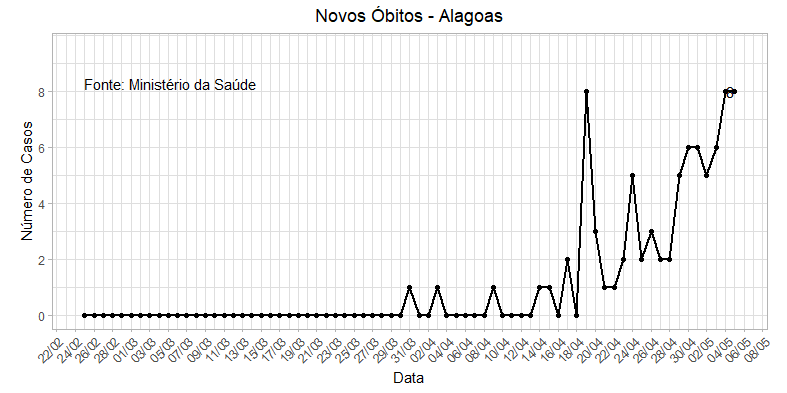 Novos Óbitos - Alagoas
Fonte: Ministério da Saúde
8
8
6
4
2
0
Número de Casos
22/02 24/02 26/02 28/02 01/03 03/03 05/03 07/03 09/03 11/03 13/03 15/03 17/03 19/03 21/03 23/03 25/03 27/03 29/03 31/03 02/04 04/04 06/04 08/04 10/04 12/04 14/04 16/04 18/04 20/04 22/04 24/04 26/04 28/04 30/04 02/05 04/05 06/05 08/05
Data